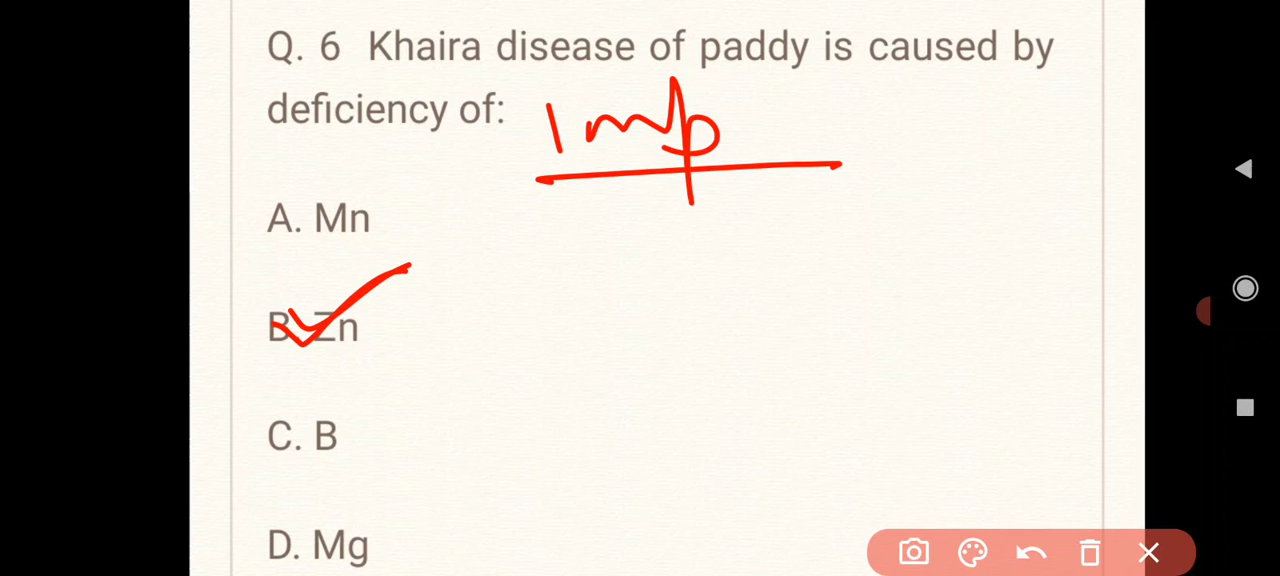 Q. 6 Khaira disease of paddy is caused by
deficiency of:
Imp
A. Mn
B. Zn
C. B
D. Mg